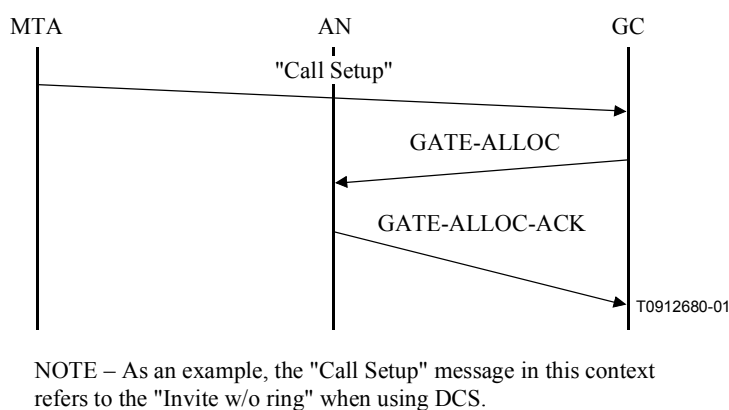 MTA AN GC
"Call Setup"
GATE-ALLOC
GATE-ALLOC-ACK
T0912680-01
NOTE – As an example, the "Call Setup" message in this context
refers to the "Invite w/o ring" when using DCS.